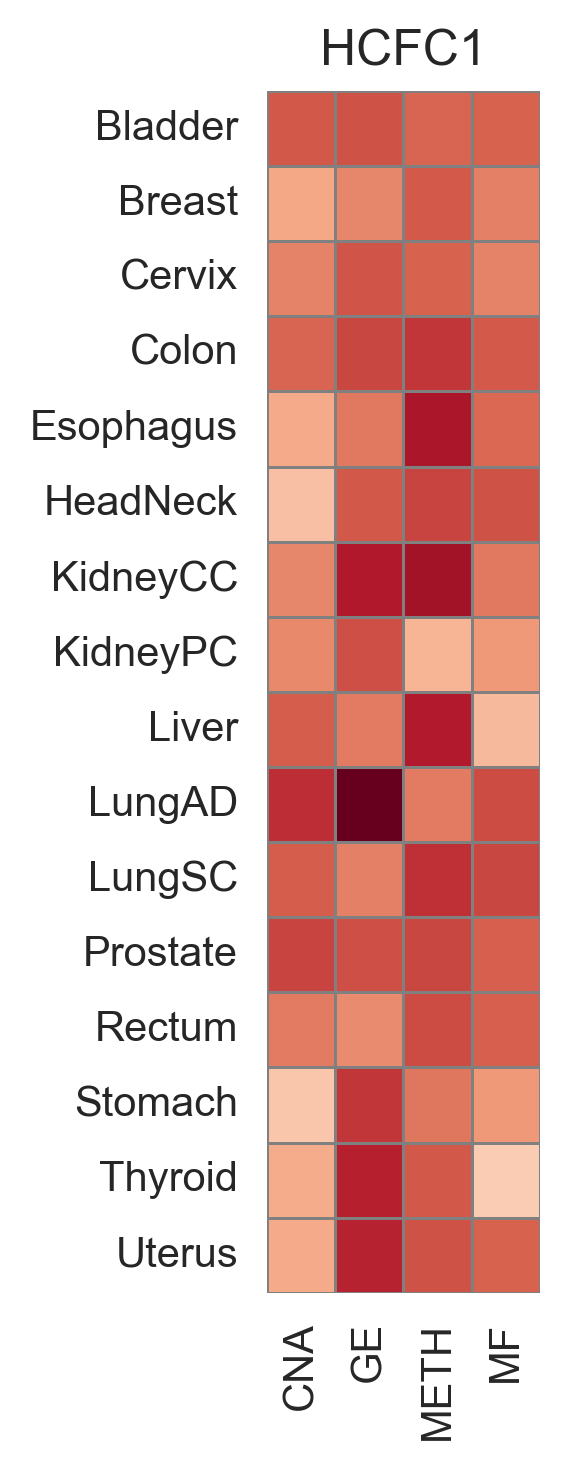 HCFC1
Bladder
Breast
Cervix
Colon
Esophagus
HeadNeck
KidneyCC
KidneyPC
Liver
LungAD
LungSC
Prostate
Rectum
Stomach
Thyroid
Uterus
CNA
GE
METH
MF